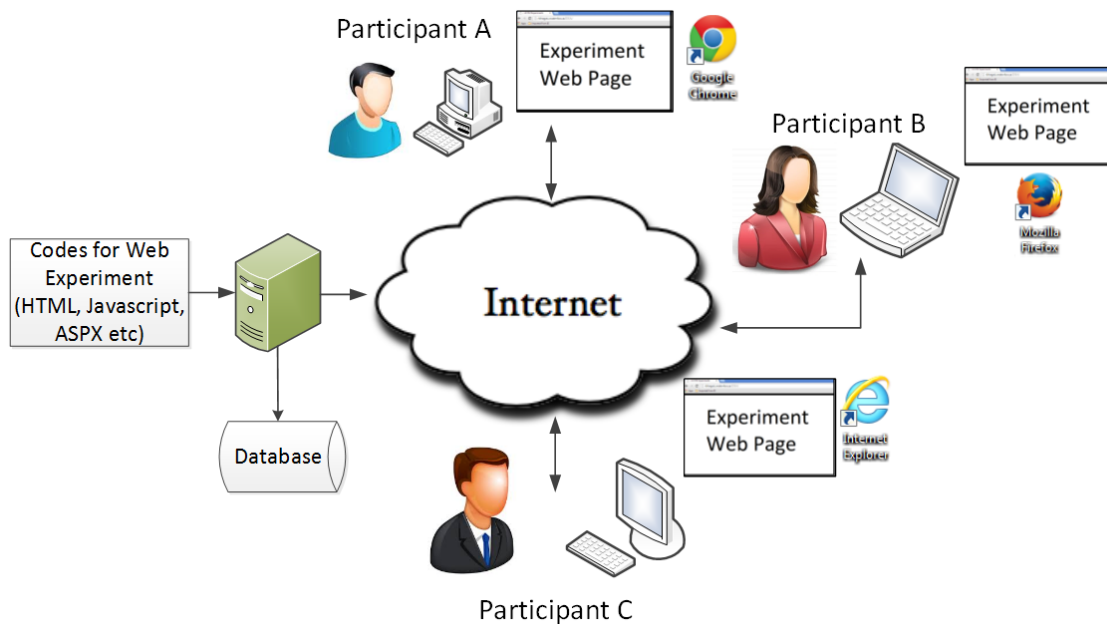 Participant A
Experiment
Web Page
Google
Chrome
Participant B
Experiment
Web Page
Mozilla
Firefox
Codes for Web
Experiment
(HTML, Javascript,
ASPX etc)
Internet
Database
Experiment
Web Page
Internet
Explorer
Participant C